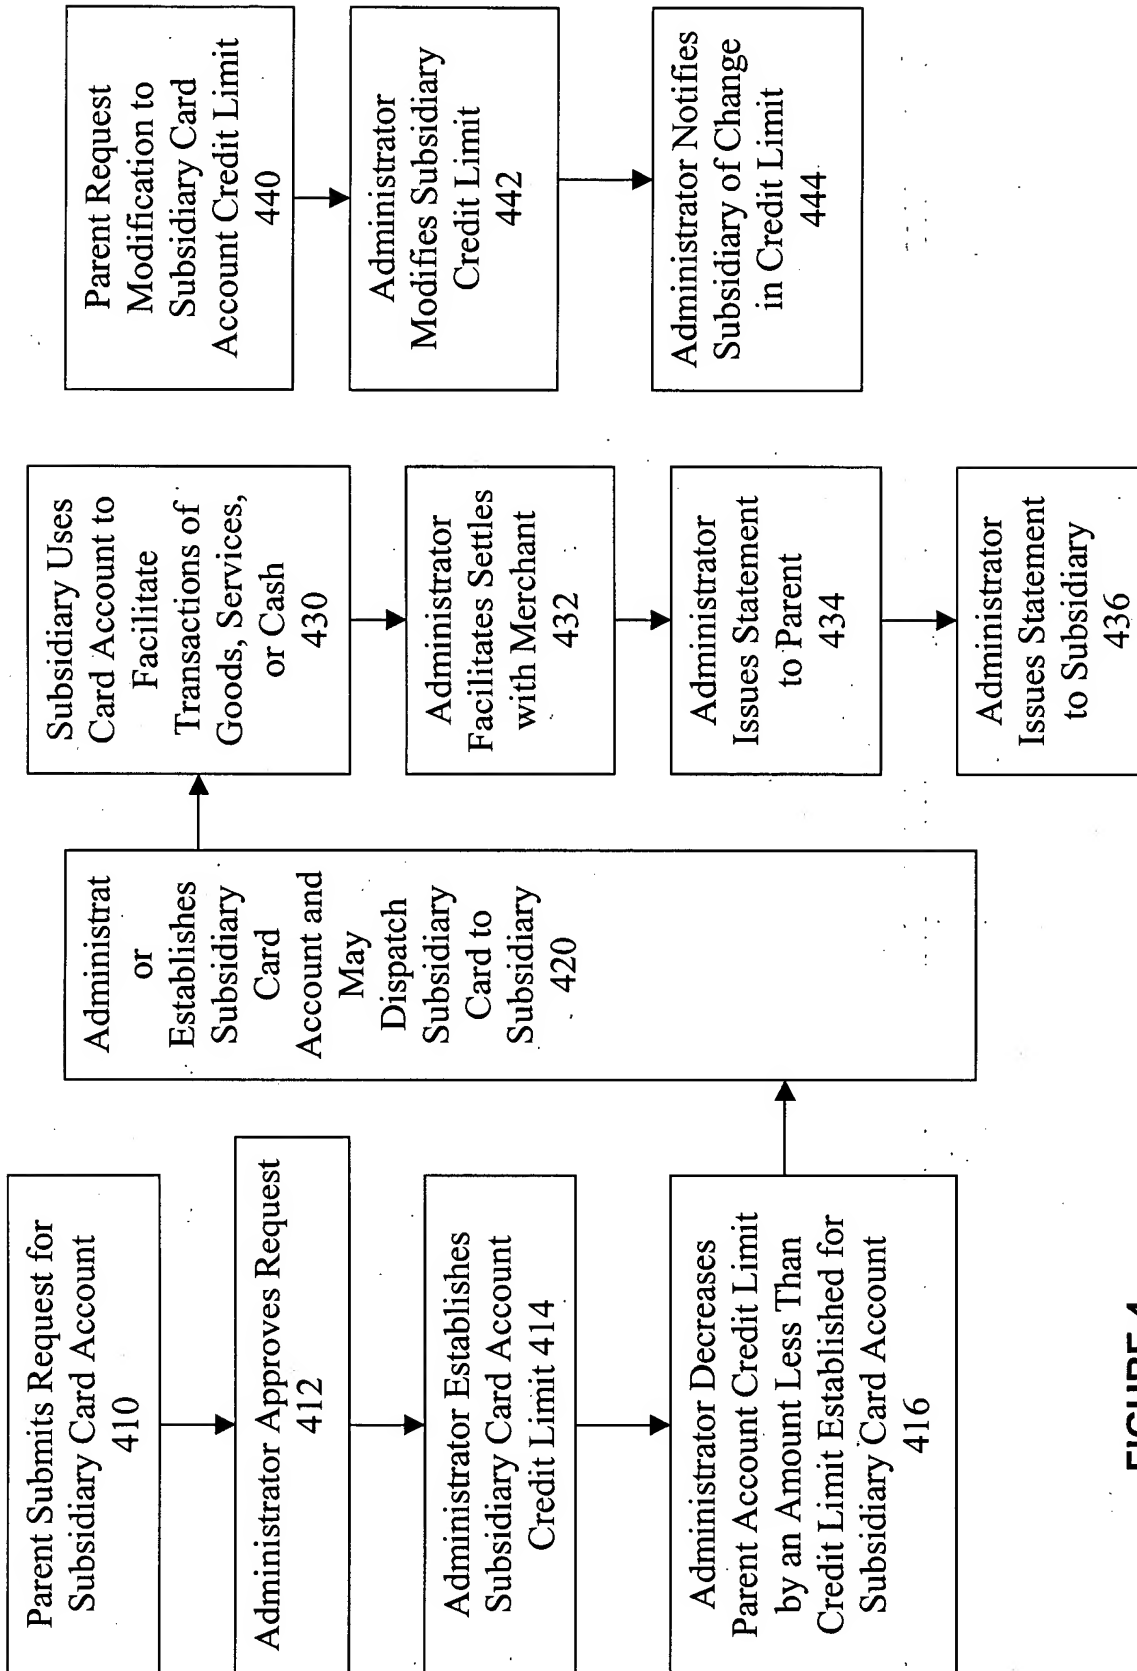 Parent Submits Request for
Subsidiary Card Account
410
Administrator Approves Request
412
Administrator Establishes
Subsidiary Card Account
Credit Limit 414
Administrator Decreases
Parent Account Credit Limit
by an Amount Less Than
Credit Limit Established for
Subsidiary Card Account
416
Administrat
or
Establishes
Subsidiary
Card
Account and
May
Dispatch
Subsidiary
Card to
Subsidiary
420
Subsidiary Uses
Card Account to
Facilitate
Transactions of
Goods, Services,
or Cash
430
Administrator
Facilitates Settles
with Merchant
432
Administrator
Issues Statement
to Parent
434
Administrator
Issues Statement
to Subsidiary
436
Parent Request
Modification to
Subsidiary Card
Account Credit Limit
440
Administrator
Modifies Subsidiary
Credit Limit
442
Administrator Notifies
Subsidiary of Change
in Credit Limit
444
FIGURE 4